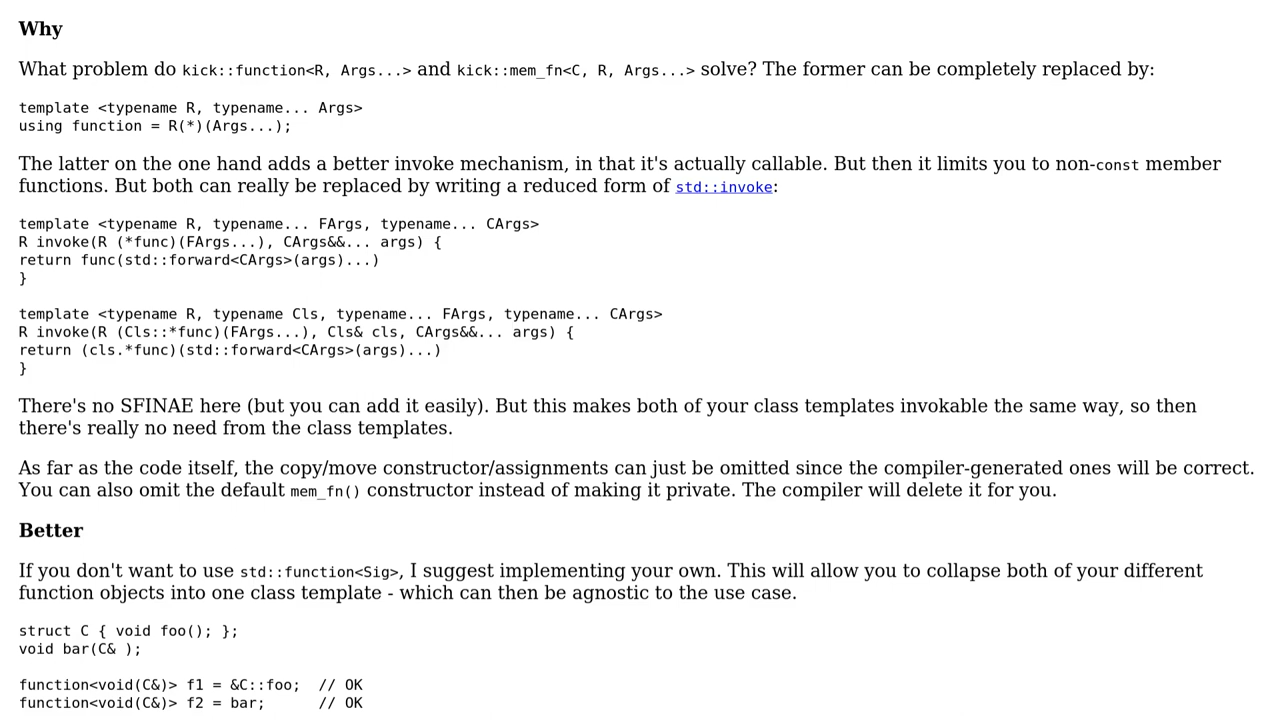 Why
What problem do kick::function<R, Args...> and kick::mem_fn<C, R, Args...> solve? The former can be completely replaced by:
template <typename R, typename... Args>
using function = R(*)(Args...);
The latter on the one hand adds a better invoke mechanism, in that it's actually callable. But then it limits you to non-const member
functions. But both can really be replaced by writing a reduced form of std::invoke:
template <typename R, typename... FArgs, typename... CArgs>
R invoke(R (*func)(FArgs...), CArgs&&... args) {
return func(std::forward<CArgs>(args)...)
}
template <typename R, typename Cls, typename... FArgs, typename... CArgs>
R invoke(R (Cls::*func)(FArgs...), Cls& cls, CArgs&&... args) {
return (cls.*func)(std::forward<CArgs>(args)...)
}
There's no SFINAE here (but you can add it easily). But this makes both of your class templates invokable the same way, so then
there's really no need from the class templates.
As far as the code itself, the copy/move constructor/assignments can just be omitted since the compiler-generated ones will be correct.
You can also omit the default mem_fn() constructor instead of making it private. The compiler will delete it for you.
Better
If you don't want to use std::function<Sig>, I suggest implementing your own. This will allow you to collapse both of your different
function objects into one class template - which can then be agnostic to the use case.
struct C { void foo(); };
void bar(C& );
function<void(C&)> f1 = &C::foo;  // OK
function<void(C&)> f2 = bar;      // OK